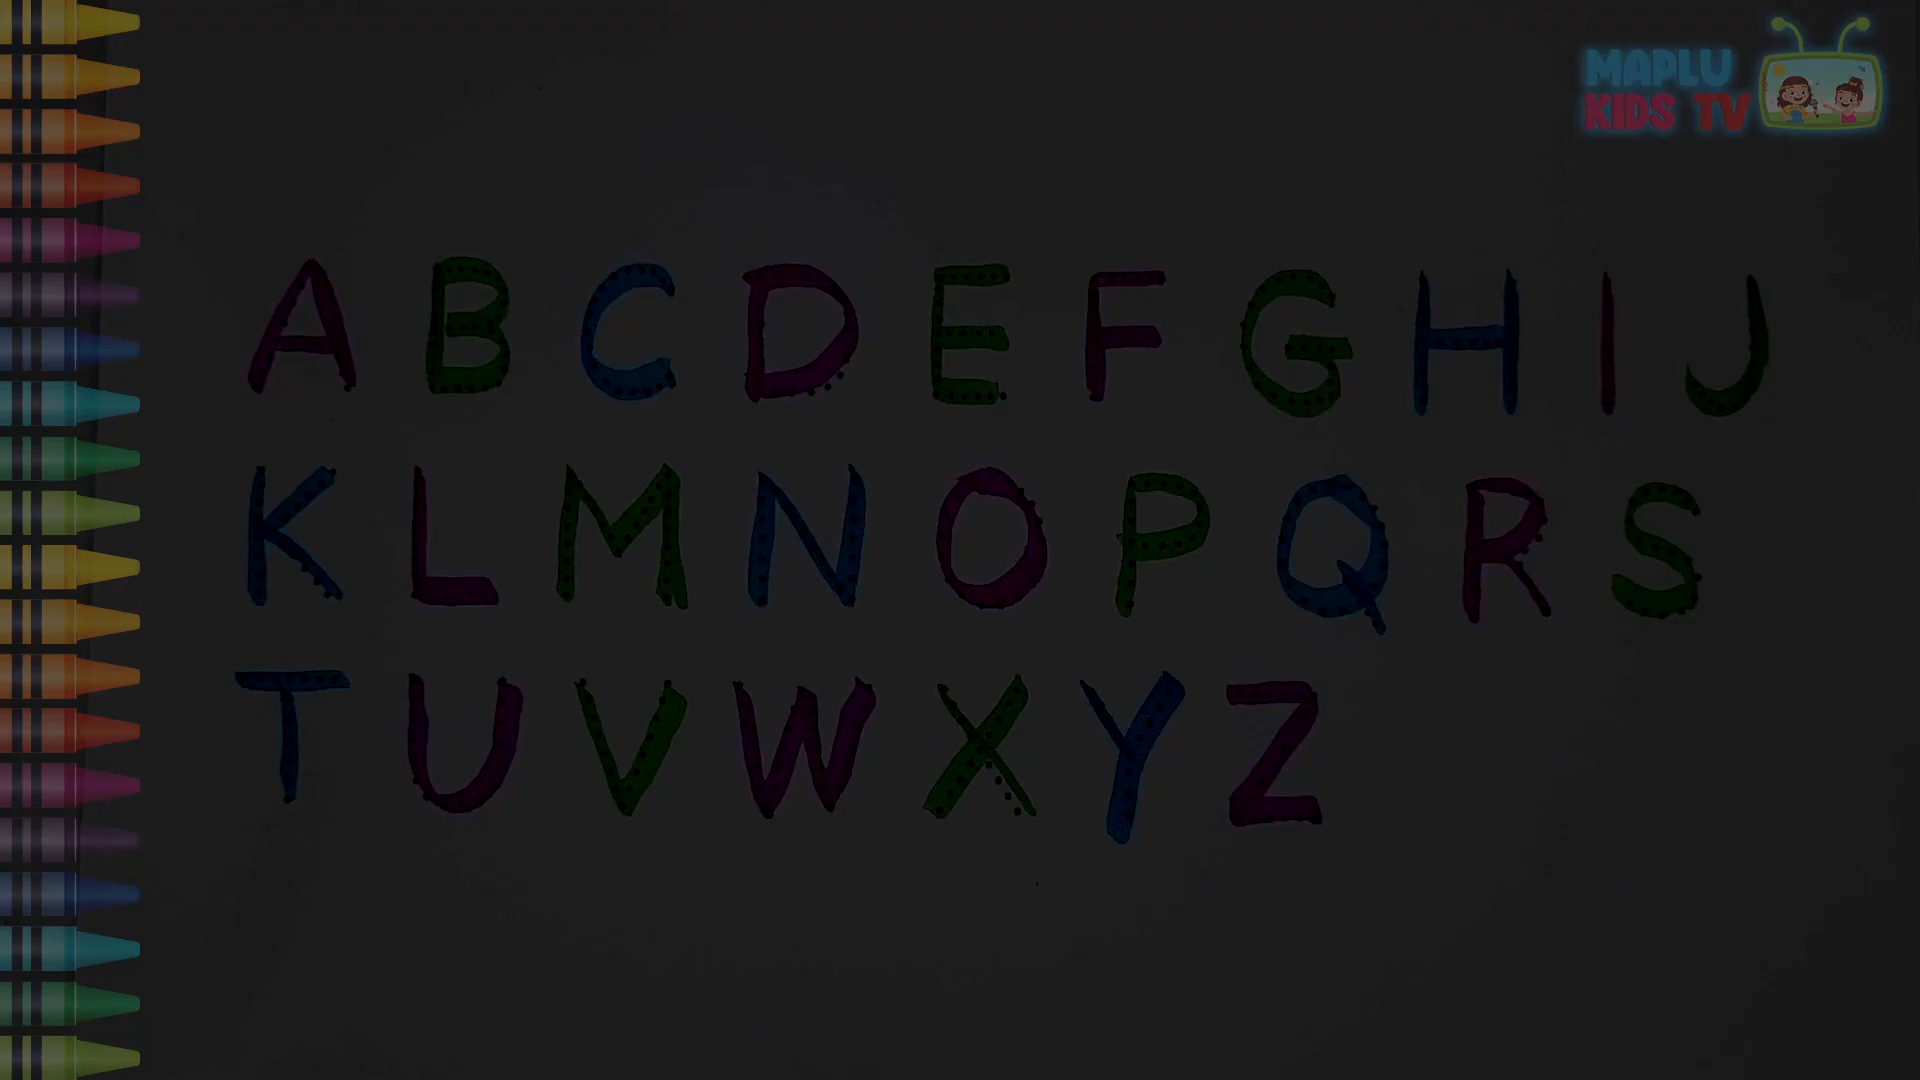 MAPLU
KIDS TV
A B C D E F G H I J
K L M N O P Q R S
T U V W X Y Z